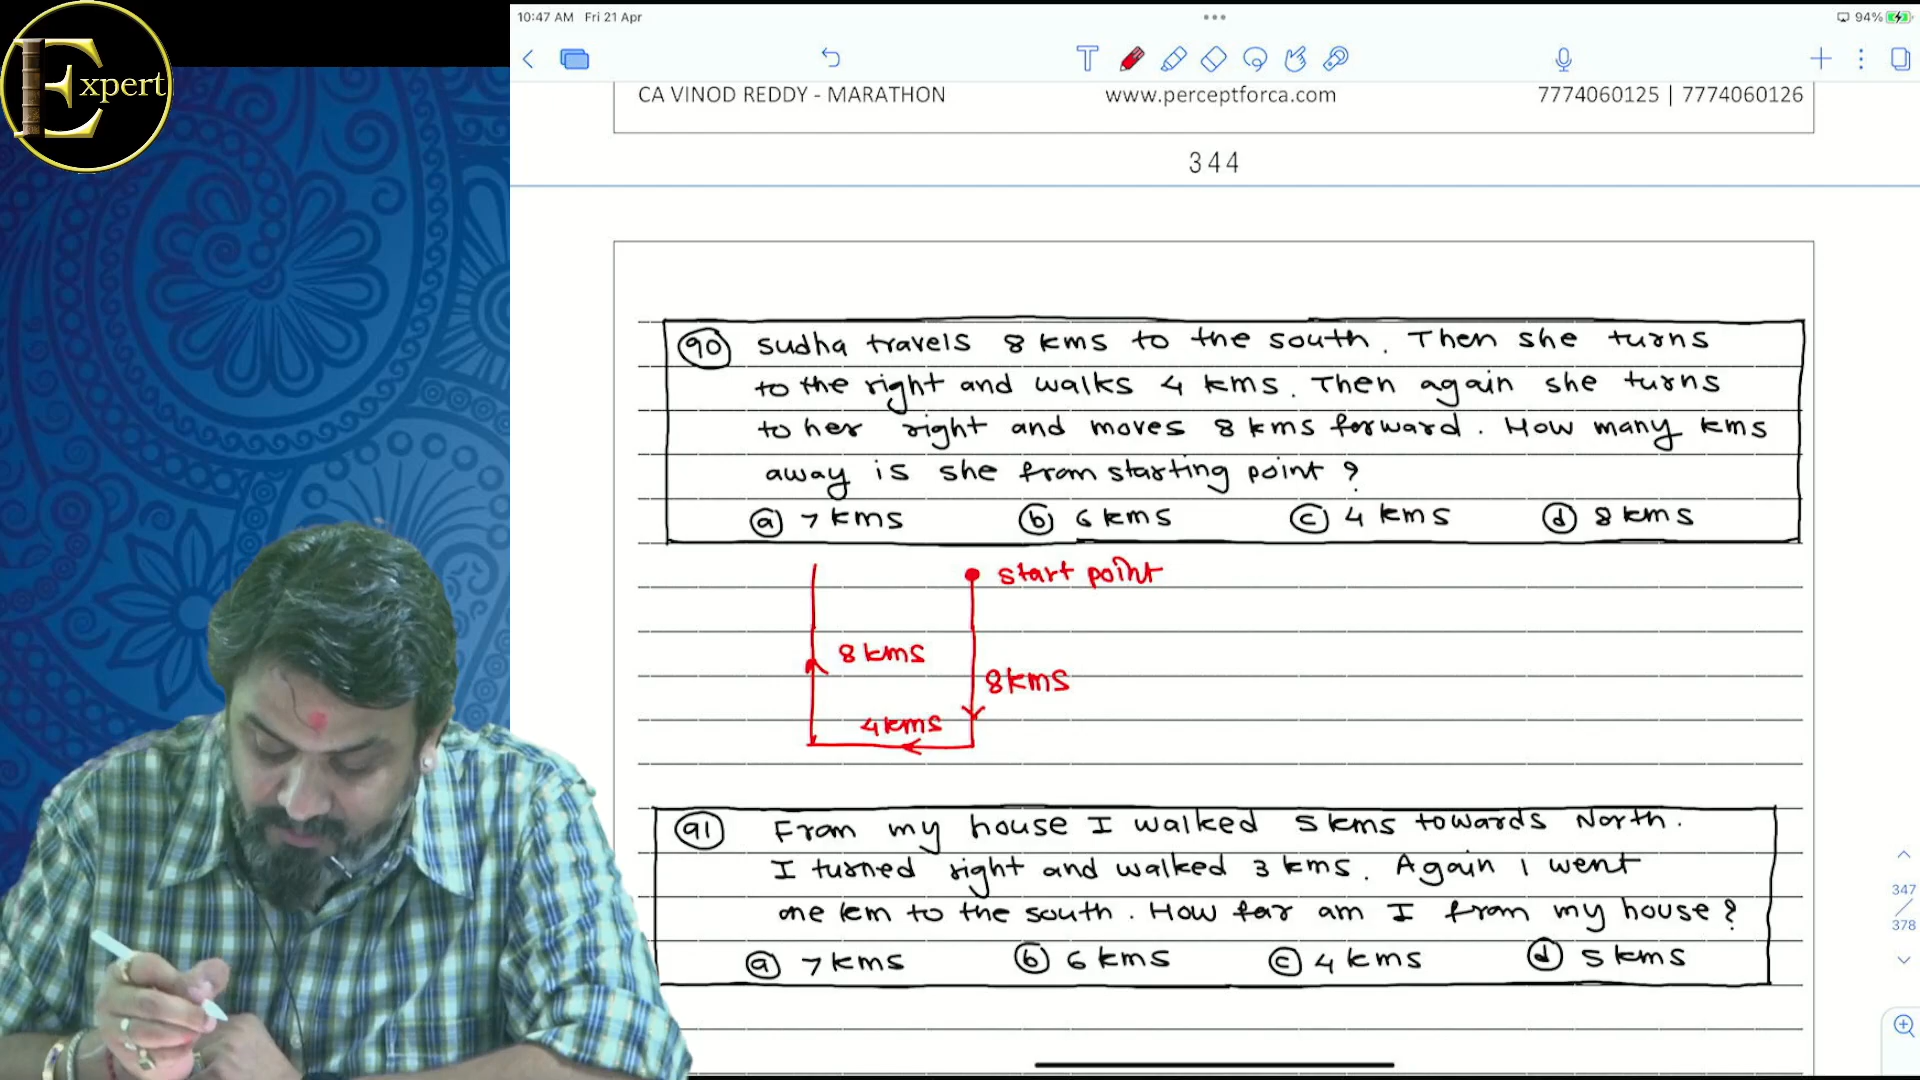 Expert
10:47 AM Fri 21 Apr
94%
CA VINOD REDDY - MARATHON www.perceptforca.com 7774060125 | 7774060126
344
90 Sudha travels 8 kms to the south. Then she turns
to the right and walks 4 kms. Then again she turns
to her right and moves 8 kms forward. How many kms
away is she from starting point ?
a 7 kms b 6 kms c 4 kms d 8 kms
start point
8 kms
8 kms
4 kms
91 From my house I walked 5 kms towards North.
I turned right and walked 3 kms. Again I went
one km to the south. How far am I from my house ?
a 7 kms b 6 kms c 4 kms d 5 kms
347
378